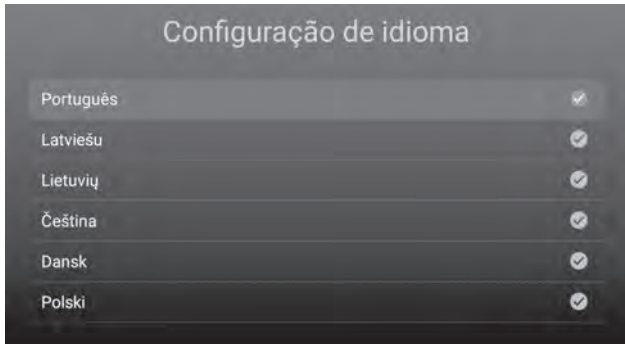 Configuração de idioma
Português
Latviešu
Lietuvių
Čeština
Dansk
Polski